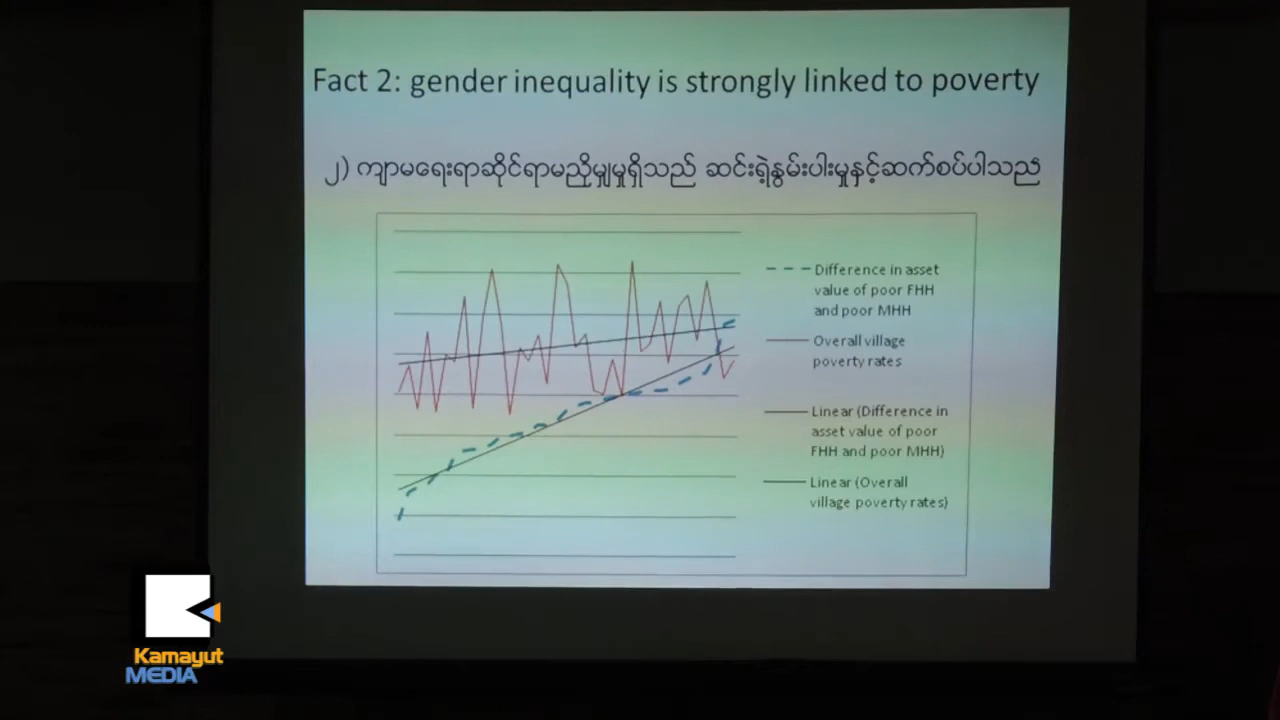 Fact 2: gender inequality is strongly linked to poverty
၂) ကျာမရေးရာဆိုင်ရာမညီမျှမှုရှိသည် ဆင်းရဲနွမ်းပါးမှုနှင့်ဆက်စပ်ပါသည်
Difference in asset
value of poor FHH
and poor MHH
Overall village
poverty rates
Linear (Difference in
asset value of poor
FHH and poor MHH)
Linear (Overall
village poverty rates)
Kamayut
MEDIA